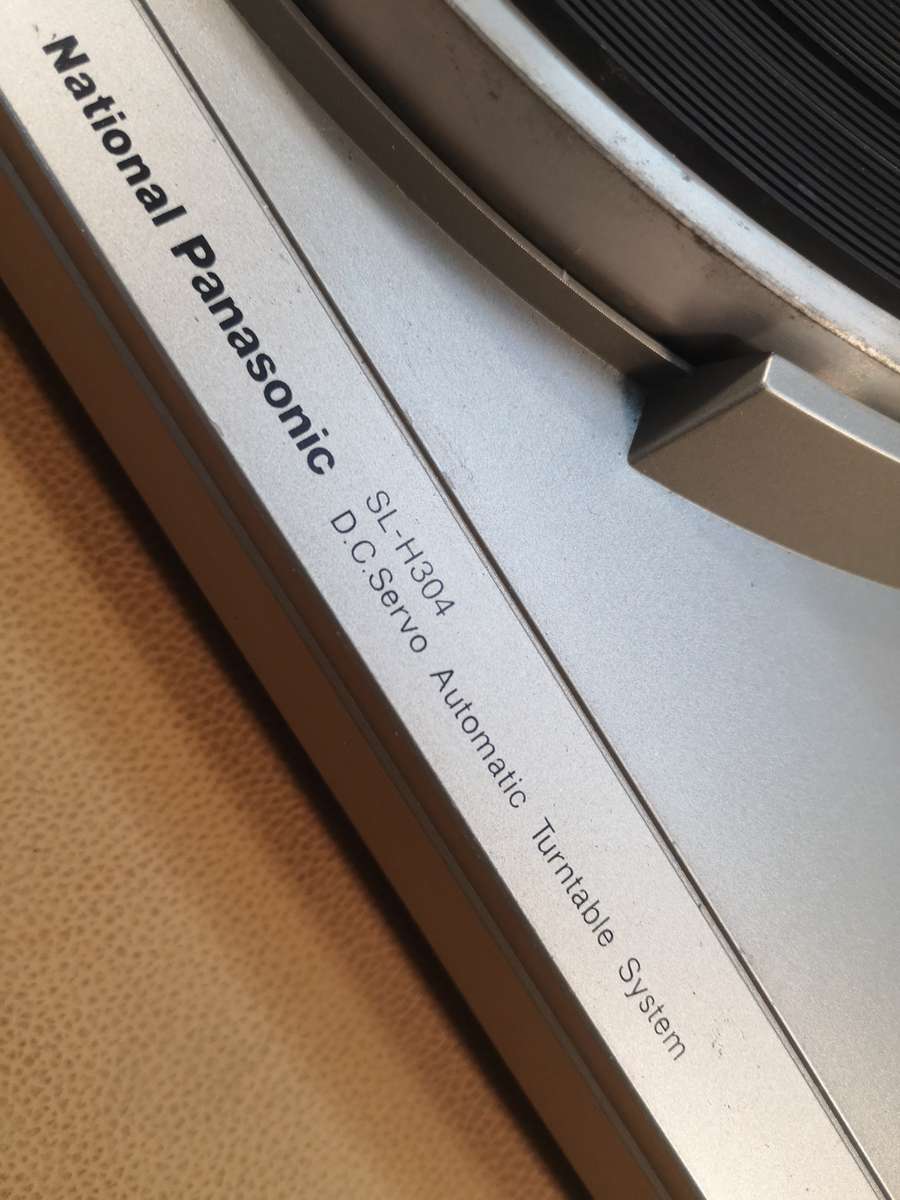 National Panasonic
SL-H304
D.C.Servo Automatic Turntable System